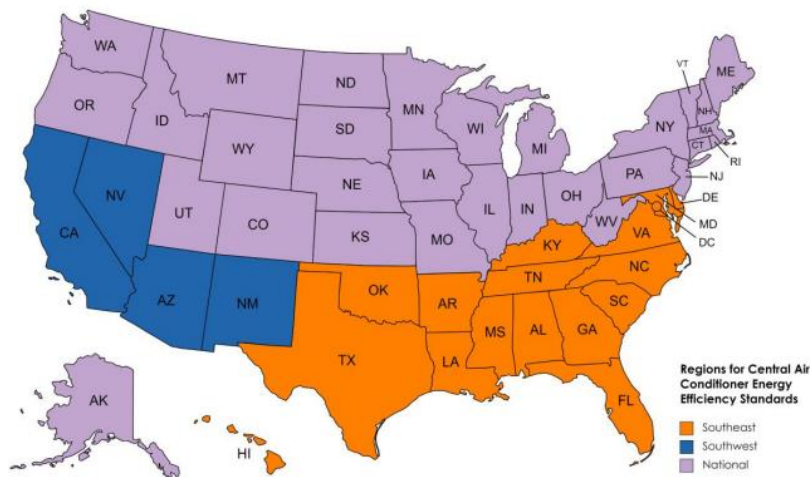 WA
MT
ND
MN
VT
ME
OR
ID
SD
WI
MI
NY
NH
MA
CT
RI
WY
NE
IA
PA
NJ
NV
UT
CO
IL
IN
OH
WV
DE
MD
DC
CA
KS
MO
KY
VA
AZ
NM
OK
AR
TN
NC
SC
TX
LA
MS
AL
GA
FL
AK
HI
Regions for Central Air
Conditioner Energy
Efficiency Standards
Southeast
Southwest
National